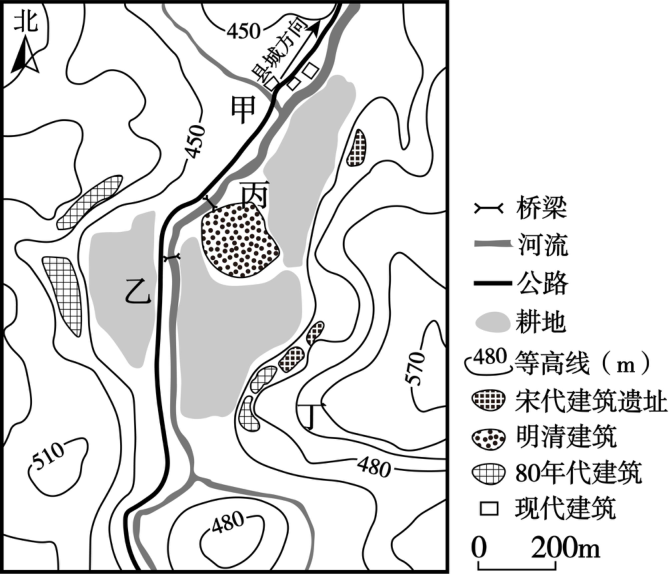 北
450
县城方向
甲
450
丙
乙
570
丁
510
480
480
桥梁
河流
公路
耕地
480 等高线（m）
宋代建筑遗址
明清建筑
80年代建筑
现代建筑
0 200m